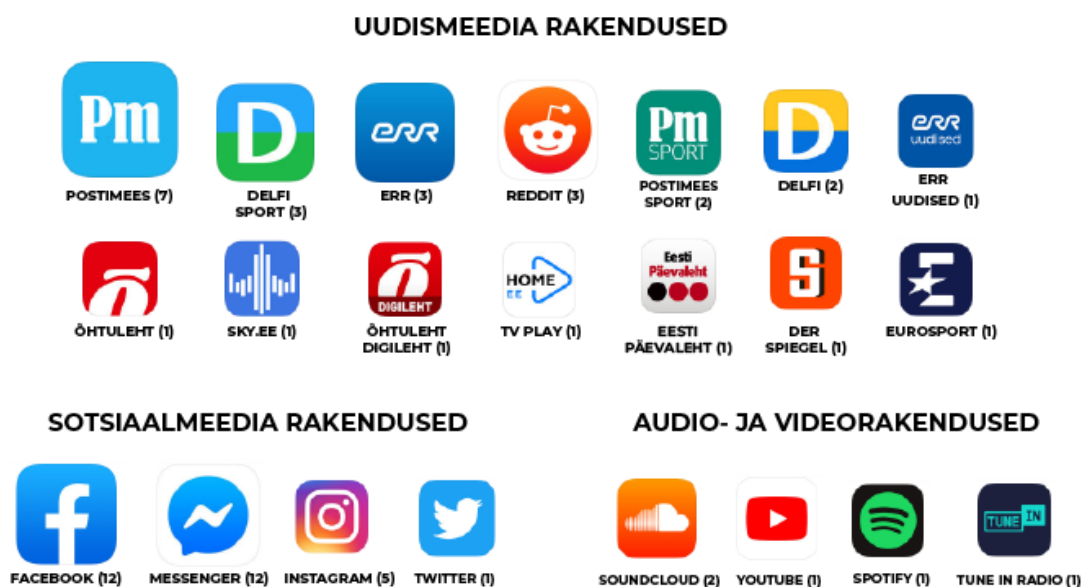 UUDISMEEDIA RAKENDUSED
Pm
D
err
Pm
SPORT
D
err
uudised
POSTIMEES (7)
DELFI
SPORT (3)
ERR (3)
REDDIT (3)
POSTIMEES
SPORT (2)
DELFI (2)
ERR
UUDISED (1)
Õ
Õ
DIGILEHT
HOME
EE
Eesti
Päevaleht
S
E
ÕHTULEHT (1)
SKY.EE (1)
ÕHTULEHT
DIGILEHT (1)
TV PLAY (1)
EESTI
PÄEVALEHT (1)
DER
SPIEGEL (1)
EUROSPORT (1)
SOTSIAALMEEDIA RAKENDUSED
f
FACEBOOK (12)
MESSENGER (12)
INSTAGRAM (5)
TWITTER (1)
AUDIO- JA VIDEORAKENDUSED
TUNE IN
SOUNDCLOUD (2)
YOUTUBE (1)
SPOTIFY (1)
TUNE IN RADIO (1)